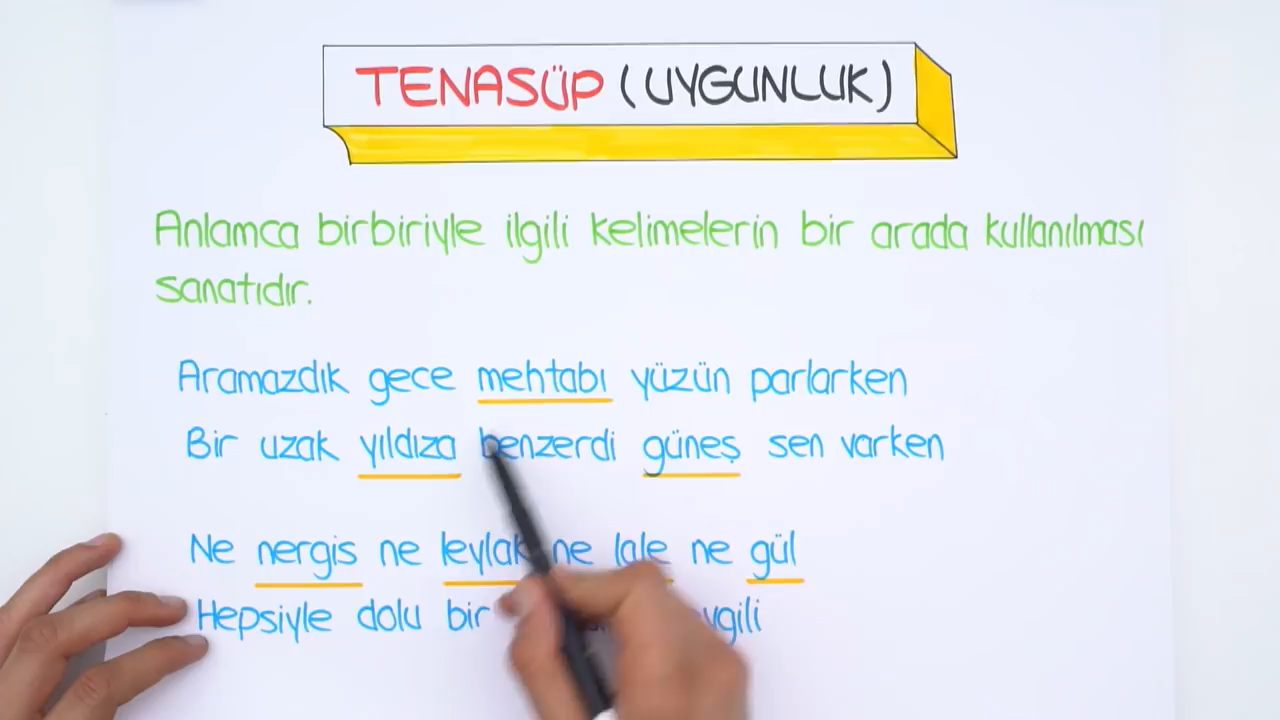 TENASÜP (UYGUNLUK)
Anlamca birbiriyle ilgili kelimelerin bir arada kullanılması
sanatıdır.
Aramazdık gece mehtabı yüzün parlarken
Bir uzak yıldıza benzerdi güneş sen varken
Ne nergis ne leylak ne lale ne gül
Hepsiyle dolu bir